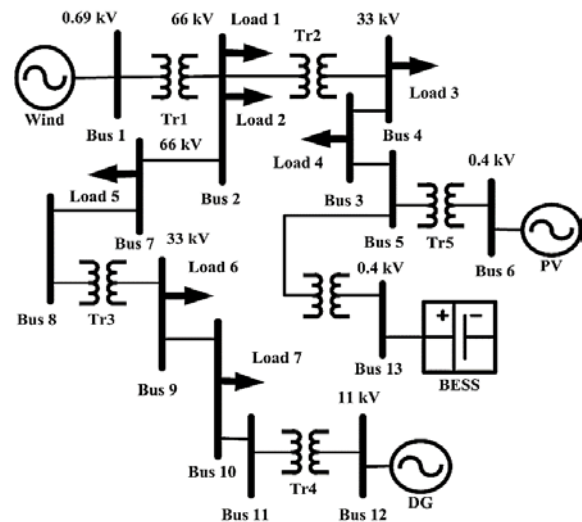 0.69 kV
66 kV
Load 1
Tr2
33 kV
Wind
Tr1
Load 2
Load 3
Bus 1
66 kV
Bus 4
Load 4
0.4 kV
Load 5
Bus 2
Bus 3
Bus 7
Bus 5
Tr5
Bus 6
PV
33 kV
Load 6
0.4 kV
Bus 8
Tr3
+
−
Bus 9
Load 7
Bus 13
BESS
11 kV
Bus 10
Bus 11
Tr4
Bus 12
DG